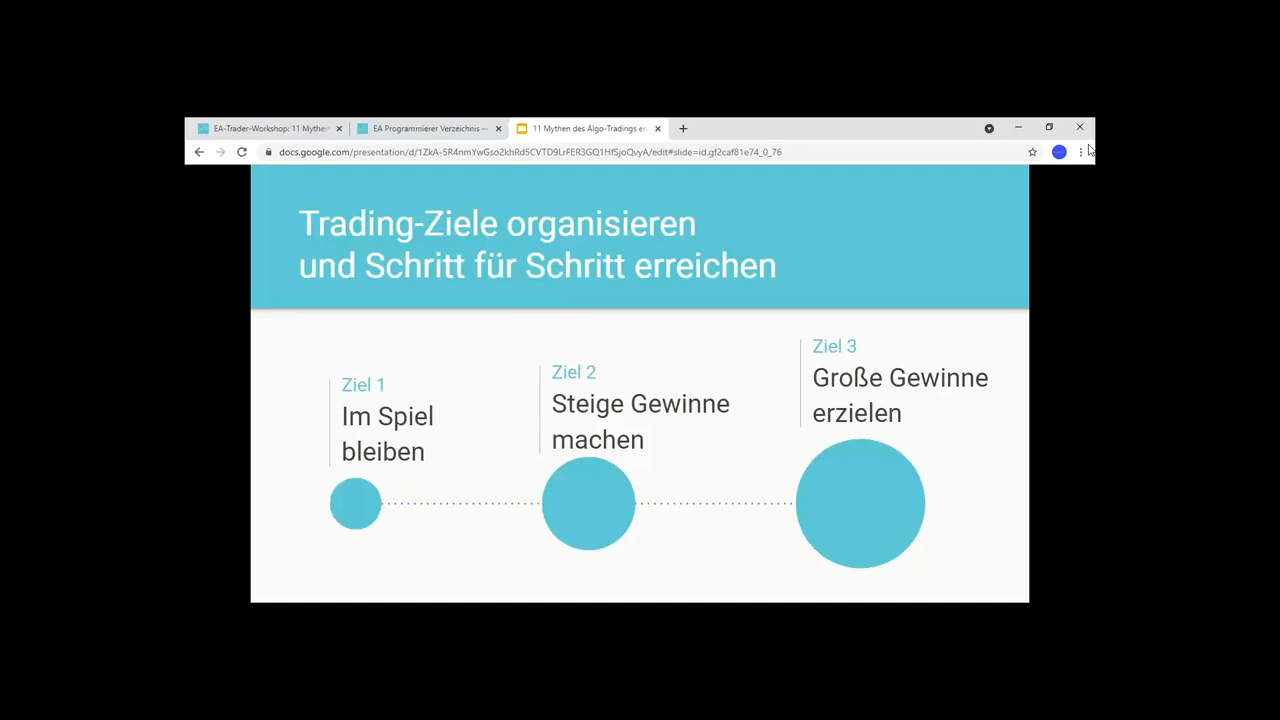 EA-Trader-Workshop: 11 Mythen
EA Programmierer Verzeichnis —
11 Mythen des Algo-Tradings en
docs.google.com/presentation/d/1ZkA-5R4nmYwGso2khRd5CVTD9LrFER3GQ1HfSjoQvyA/edit#slide=id.gf2caf81e74_0_76
Trading-Ziele organisieren
und Schritt für Schritt erreichen
Ziel 1
Im Spiel
bleiben
Ziel 2
Steige Gewinne
machen
Ziel 3
Große Gewinne
erzielen